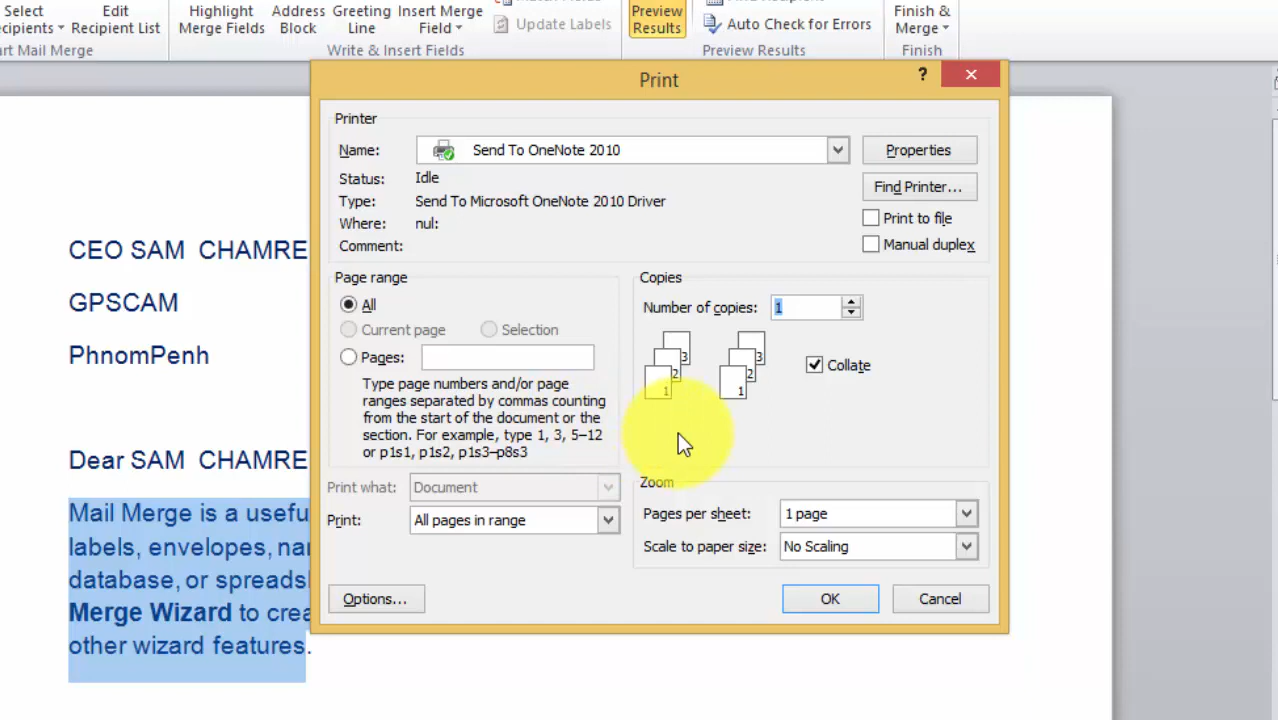 Select Edit Highlight Address Greeting Insert Merge Preview Finish &
Recipient List Merge Fields Block Line Field Update Labels Results Auto Check for Errors Merge
Write & Insert Fields Preview Results Finish
Print
?
Printer
Name: Send To OneNote 2010 Properties
Status: Idle Find Printer...
Type: Send To Microsoft OneNote 2010 Driver
Where: nul: Print to file
Comment: Manual duplex
Page range
All
Current page Selection
Pages:
Type page numbers and/or page
ranges separated by commas counting
from the start of the document or the
section. For example, type 1, 3, 5–12
or p1s1, p1s2, p1s3–p8s3
Copies
Number of copies: 1
3 3
2 2
1 1
Collate
Print what: Document
Print: All pages in range
Zoom
Pages per sheet: 1 page
Scale to paper size: No Scaling
Options... OK Cancel
CEO SAM CHAMRE
GPSCAM
PhnomPenh
Dear SAM CHAMRE
Mail Merge is a usefu
labels, envelopes, nar
database, or spreads
Merge Wizard to crea
other wizard features.